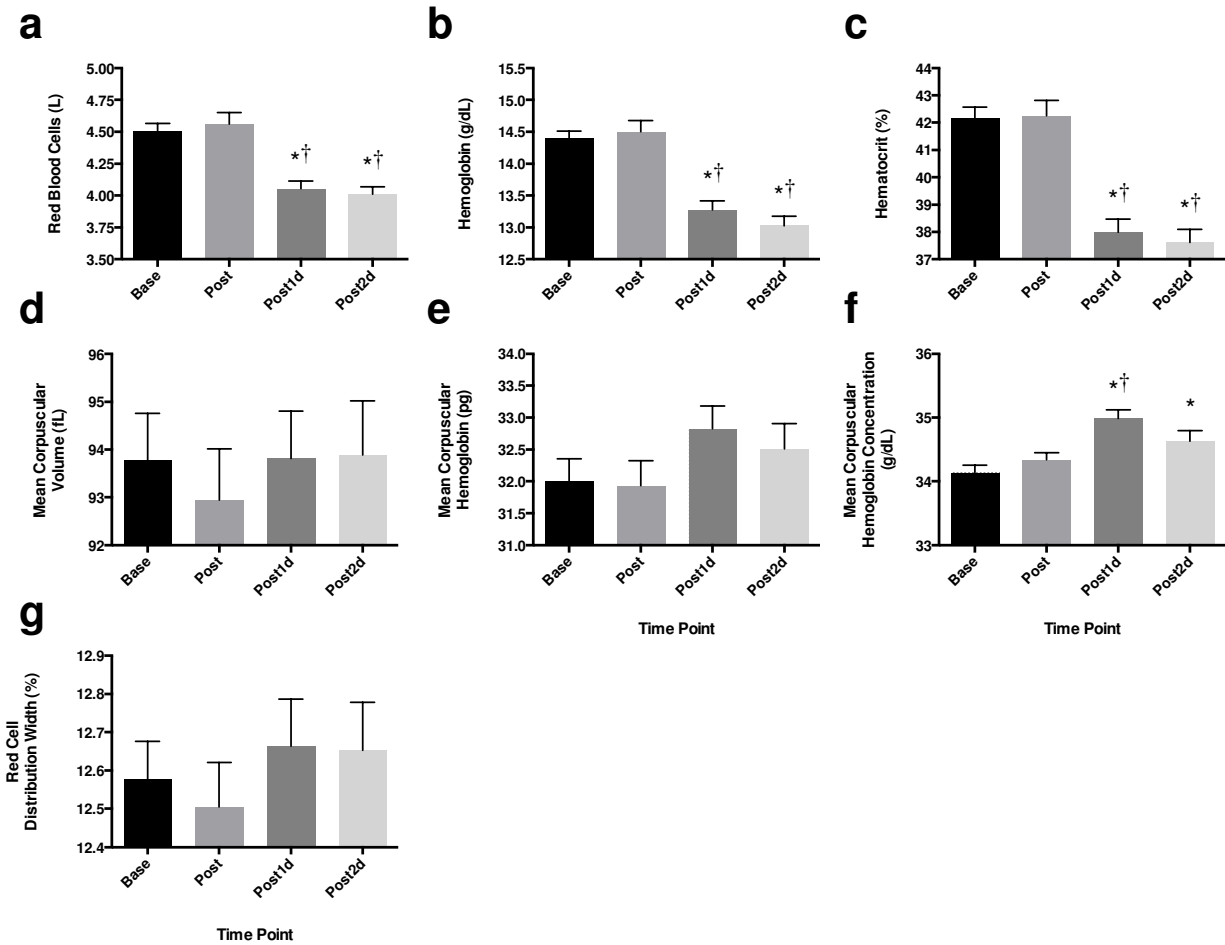 a
Red Blood Cells (L)
5.00
4.75
4.50
4.25
4.00
3.75
3.50
*†
*†
Base
Post
Post1d
Post2d
b
Hemoglobin (g/dL)
15.5
15.0
14.5
14.0
13.5
13.0
12.5
*†
*†
Base
Post
Post1d
Post2d
c
Hematocrit (%)
44
43
42
41
40
39
38
37
*†
*†
Base
Post
Post1d
Post2d
d
Mean Corpuscular
Volume (fL)
96
95
94
93
92
Base
Post
Post1d
Post2d
e
Mean Corpuscular
Hemoglobin (pg)
34.0
33.5
33.0
32.5
32.0
31.5
31.0
Base
Post
Post1d
Post2d
Time Point
f
Mean Corpuscular
Hemoglobin Concentration
(g/dL)
36
35
34
33
*†
*
Base
Post
Post1d
Post2d
Time Point
g
Red Cell
Distribution Width (%)
12.9
12.8
12.7
12.6
12.5
12.4
Base
Post
Post1d
Post2d
Time Point